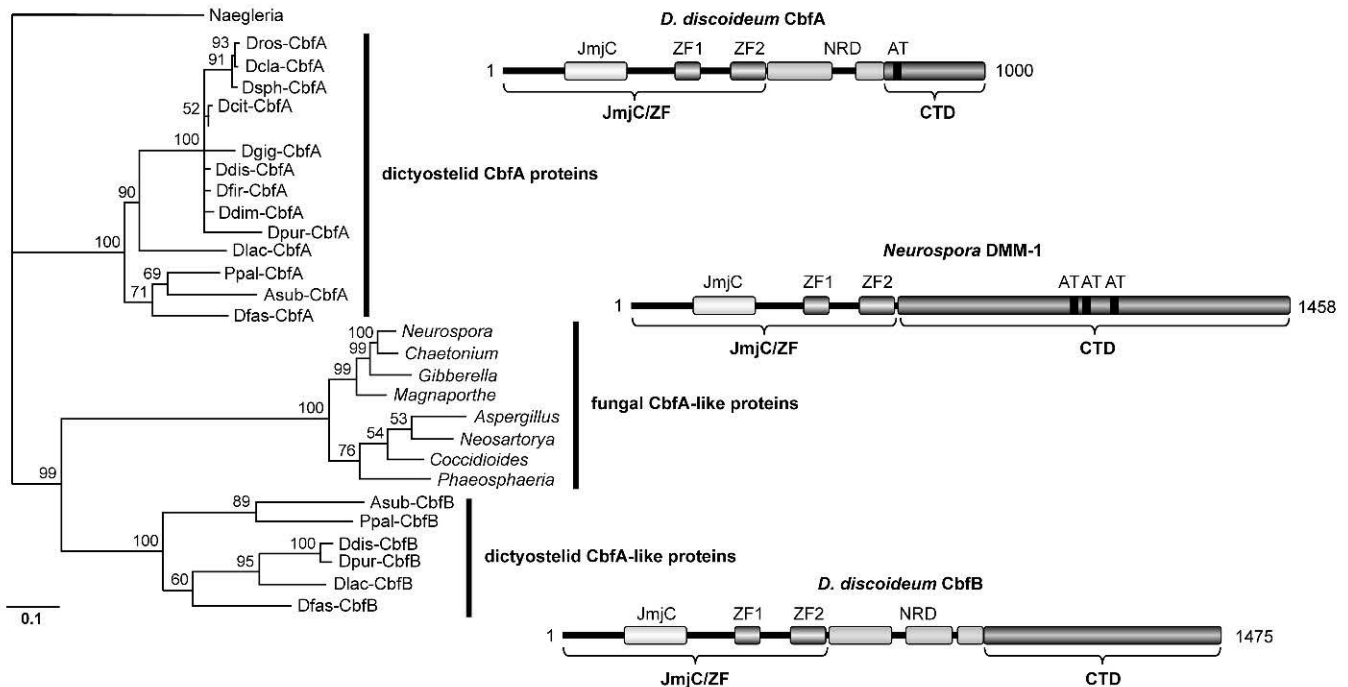 Naegleria
93
Dros-CbfA
91
Dcla-CbfA
Dsph-CbfA
52
Dcit-CbfA
100
Dgig-CbfA
Ddis-CbfA
Dfir-CbfA
Ddim-CbfA
Dpur-CbfA
90
Dlac-CbfA
100
69
Ppal-CbfA
71
Asub-CbfA
Dfas-CbfA
dictyostelid CbfA proteins
100
Neurospora
99
Chaetonium
99
Gibberella
Magnaporthe
100
53
Aspergillus
54
Neosartorya
76
Coccidioides
Phaeosphaeria
fungal CbfA-like proteins
99
89
Asub-CbfB
Ppal-CbfB
100
100
Ddis-CbfB
95
Dpur-CbfB
60
Dlac-CbfB
Dfas-CbfB
dictyostelid CbfA-like proteins
0.1
D. discoideum CbfA
JmjC ZF1 ZF2 NRD AT
1 1000
JmjC/ZF CTD
Neurospora DMM-1
JmjC ZF1 ZF2 AT AT AT
1 1458
JmjC/ZF CTD
D. discoideum CbfB
JmjC ZF1 ZF2 NRD
1 1475
JmjC/ZF CTD